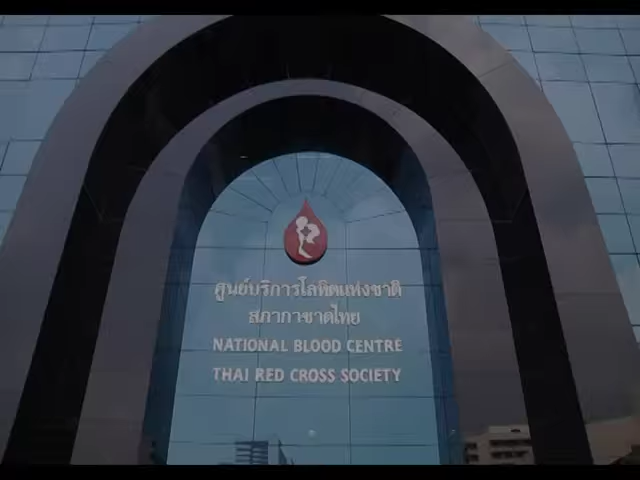 ศูนย์บริการโลหิตแห่งชาติ
สภากาชาดไทย
NATIONAL BLOOD CENTRE
THAI RED CROSS SOCIETY